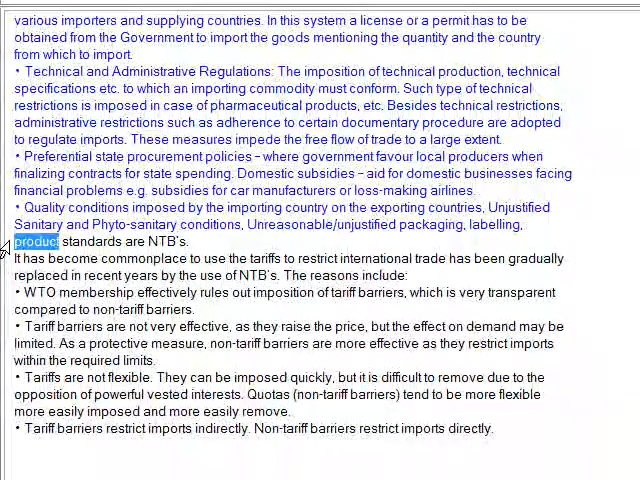 various importers and supplying countries. In this system a license or a permit has to be
obtained from the Government to import the goods mentioning the quantity and the country
from which to import.
• Technical and Administrative Regulations: The imposition of technical production, technical
specifications etc. to which an importing commodity must conform. Such type of technical
restrictions is imposed in case of pharmaceutical products, etc. Besides technical restrictions,
administrative restrictions such as adherence to certain documentary procedure are adopted
to regulate imports. These measures impede the free flow of trade to a large extent.
• Preferential state procurement policies – where government favour local producers when
finalizing contracts for state spending. Domestic subsidies – aid for domestic businesses facing
financial problems e.g. subsidies for car manufacturers or loss-making airlines.
• Quality conditions imposed by the importing country on the exporting countries, Unjustified
Sanitary and Phyto-sanitary conditions, Unreasonable/unjustified packaging, labelling,
product standards are NTB's.
It has become commonplace to use the tariffs to restrict international trade has been gradually
replaced in recent years by the use of NTB's. The reasons include:
• WTO membership effectively rules out imposition of tariff barriers, which is very transparent
compared to non-tariff barriers.
• Tariff barriers are not very effective, as they raise the price, but the effect on demand may be
limited. As a protective measure, non-tariff barriers are more effective as they restrict imports
within the required limits.
• Tariffs are not flexible. They can be imposed quickly, but it is difficult to remove due to the
opposition of powerful vested interests. Quotas (non-tariff barriers) tend to be more flexible
more easily imposed and more easily remove.
• Tariff barriers restrict imports indirectly. Non-tariff barriers restrict imports directly.